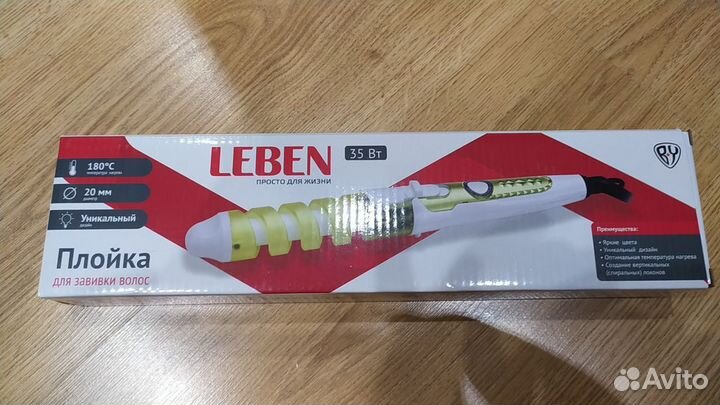 LEBEN
35 Вт
ПРОСТО ДЛЯ ЖИЗНИ
180°C
температура нагрева
20 мм
диаметр
Уникальный
дизайн
Плойка
ДЛЯ ЗАВИВКИ ВОЛОС
BY
Преимущества:
• Яркие цвета
• Уникальный дизайн
• Оптимальная температура нагрева
• Создание вертикальных
(спиральных) локонов
Avito